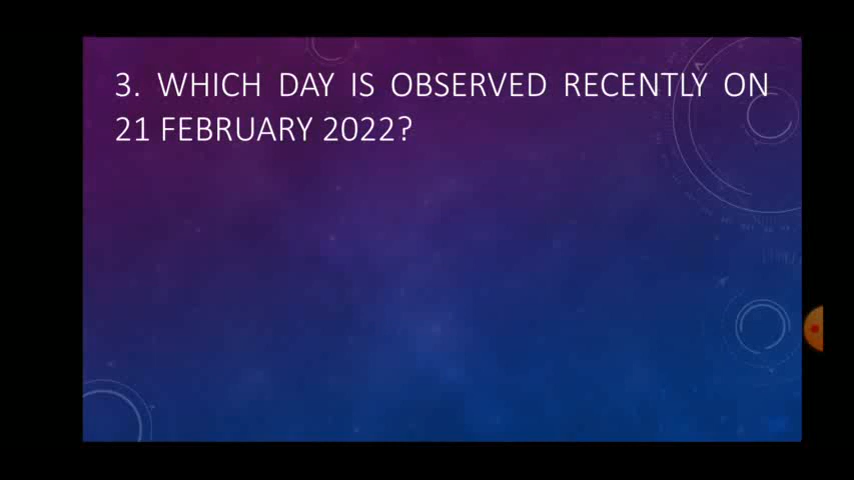 3. WHICH DAY IS OBSERVED RECENTLY ON
21 FEBRUARY 2022?